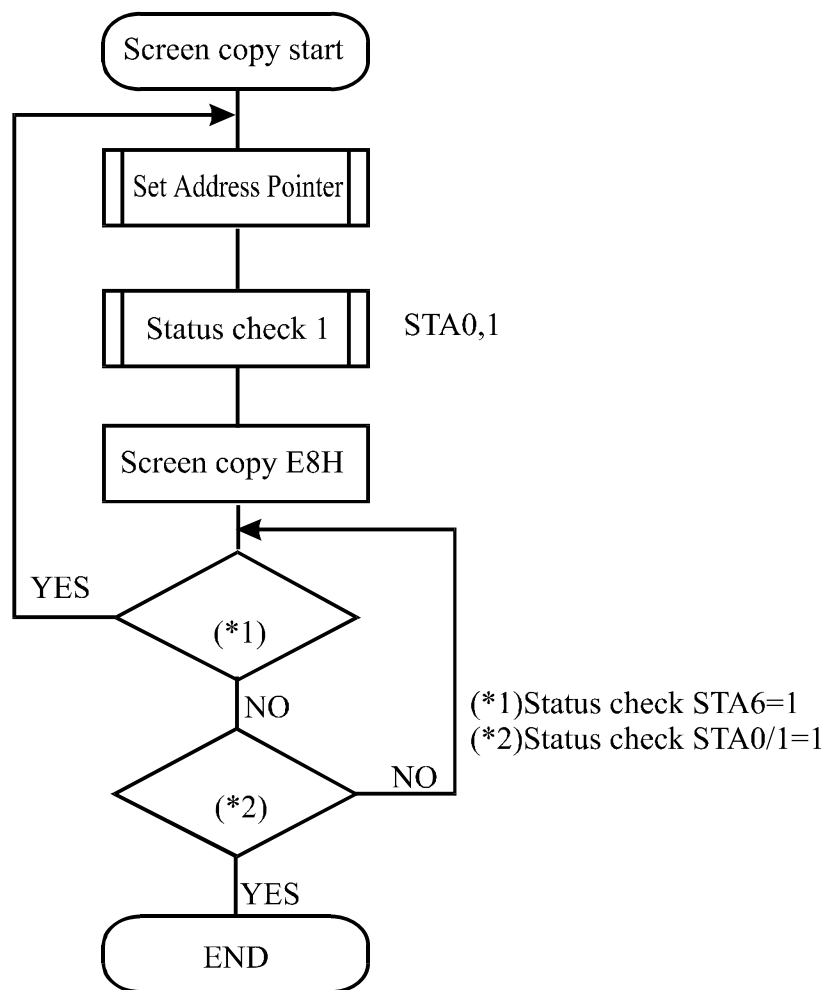 Screen copy start
Set Address Pointer
Status check 1
STA0,1
Screen copy E8H
YES
(*1)
NO
(*1)Status check STA6=1
(*2)Status check STA0/1=1
NO
(*2)
YES
END